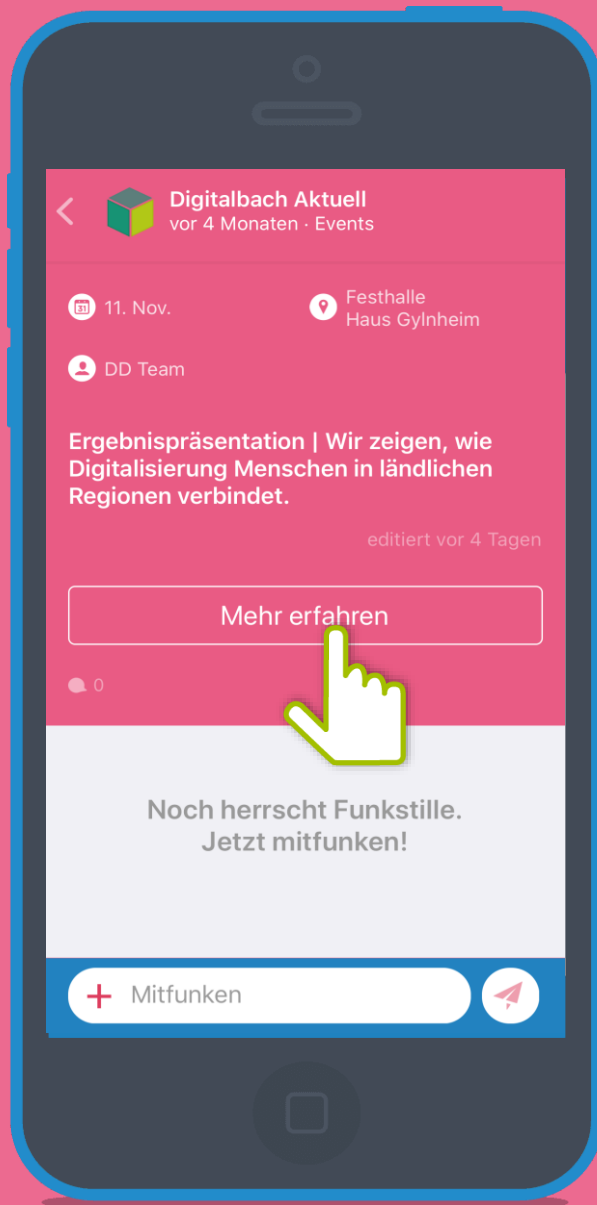 Digitalbach Aktuell
vor 4 Monaten · Events
31
11. Nov.
Festhalle
Haus Gylnheim
DD Team
Ergebnispräsentation | Wir zeigen, wie
Digitalisierung Menschen in ländlichen
Regionen verbindet.
editiert vor 4 Tagen
Mehr erfahren
0
Noch herrscht Funkstille.
Jetzt mitfunken!
Mitfunken